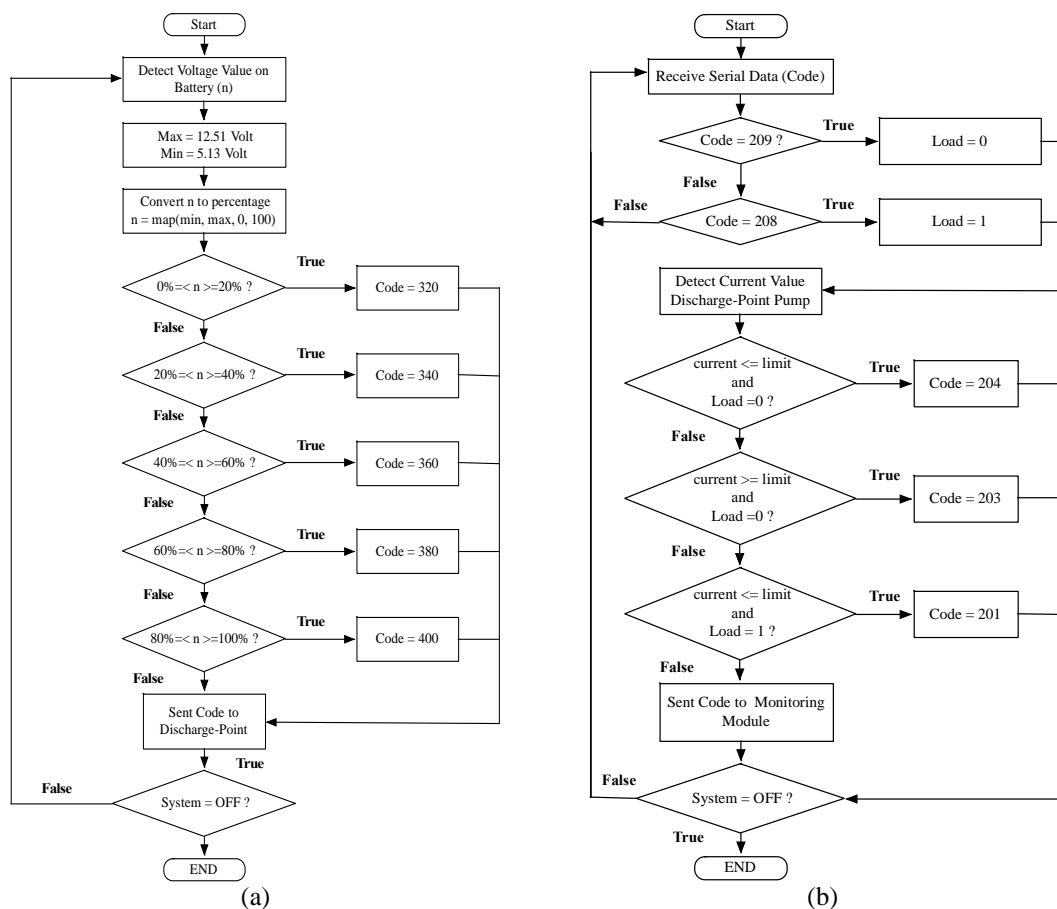 Start
Detect Voltage Value on
Battery (n)
Max = 12.51 Volt
Min = 5.13 Volt
Convert n to percentage
n = map(min, max, 0, 100)
0%=< n >=20% ?
True
Code = 320
False
20%=< n >=40% ?
True
Code = 340
False
40%=< n >=60% ?
True
Code = 360
False
60%=< n >=80% ?
True
Code = 380
False
80%=< n >=100% ?
True
Code = 400
False
Sent Code to
Discharge-Point
True
False
System = OFF ?
END
(a)
Start
Receive Serial Data (Code)
Code = 209 ?
True
Load = 0
False
False
Code = 208
True
Load = 1
Detect Current Value
Discharge-Point Pump
current <= limit
and
Load =0 ?
True
Code = 204
False
current >= limit
and
Load =0 ?
True
Code = 203
False
current <= limit
and
Load = 1 ?
True
Code = 201
False
Sent Code to Monitoring
Module
False
System = OFF ?
True
END
(b)